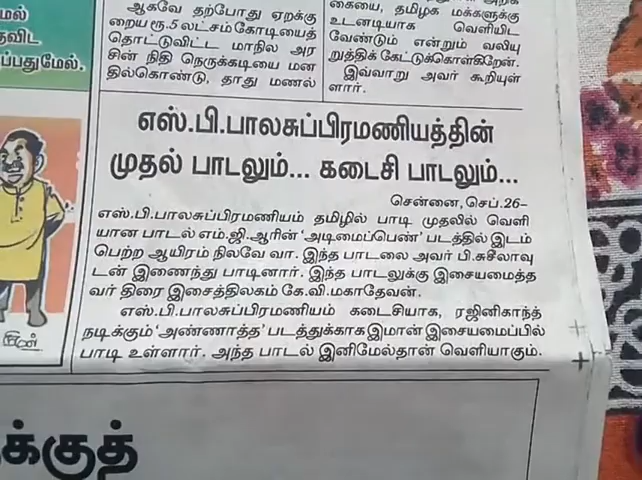 மல்
ருவிட
ப்பதுமேல்.
ஆகவே தற்போது ஏறக்கு
றைய ரூ.5 லட்சம் கோடியைத்
தொட்டுவிட்ட மாநில அர
சின் நிதி நெருக்கடியை மன
தில்கொண்டு, தாது மணல்
கையை, தமிழக மக்களுக்கு
உடனடியாக வெளியிட
வேண்டும் என்றும் வலியு
றுத்திக் கேட்டுக்கொள்கிறேன்.
இவ்வாறு அவர் கூறியுள்
ளார்.
எஸ்.பி.பாலசுப்பிரமணியத்தின்
முதல் பாடலும்... கடைசி பாடலும்...
சென்னை, செப்.26–
எஸ்.பி.பாலசுப்பிரமணியம் தமிழில் பாடி முதலில் வெளி
யான பாடல் எம்.ஜி.ஆரின் 'அடிமைப்பெண்' படத்தில் இடம்
பெற்ற ஆயிரம் நிலவே வா. இந்த பாடலை அவர் பி.சுசீலாவு
டன் இணைந்து பாடினார். இந்த பாடலுக்கு இசையமைத்த
வர் திரை இசைத்திலகம் கே.வி.மகாதேவன்.
எஸ்.பி.பாலசுப்பிரமணியம் கடைசியாக, ரஜினிகாந்த்
நடிக்கும் 'அண்ணாத்த' படத்துக்காக இமான் இசையமைப்பில்
பாடி உள்ளார். அந்த பாடல் இனிமேல்தான் வெளியாகும்.
க்குத்